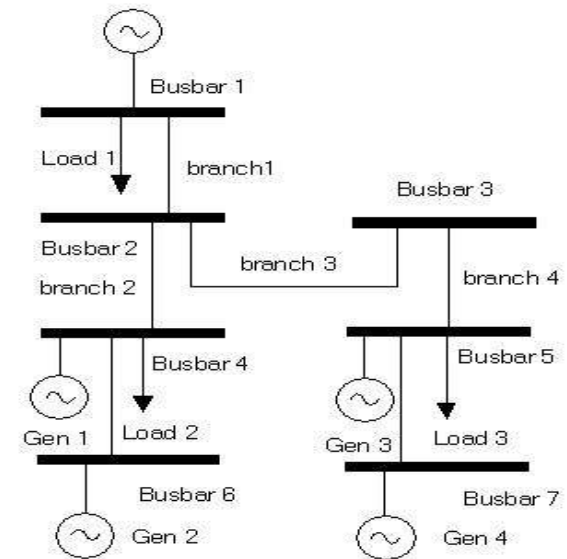 Busbar 1
Load 1
branch1
Busbar 3
Busbar 2
branch 3
branch 4
branch 2
Busbar 4
Busbar 5
Gen 1
Load 2
Gen 3
Load 3
Busbar 6
Busbar 7
Gen 2
Gen 4